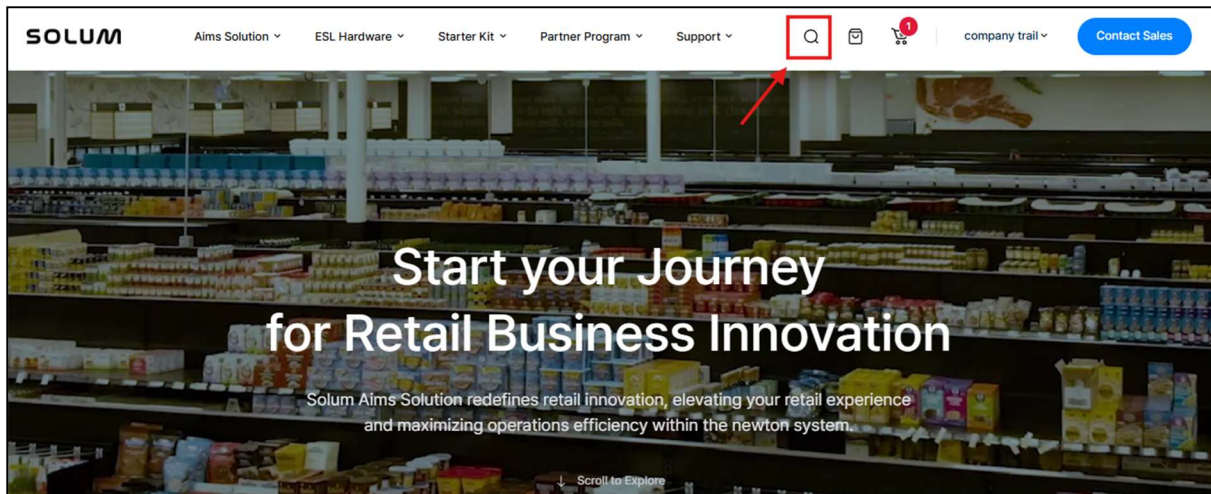 SOLUM
Aims Solution
ESL Hardware
Starter Kit
Partner Program
Support
1
company trail
Contact Sales
Start your Journey
for Retail Business Innovation
Solum Aims Solution redefines retail innovation, elevating your retail experience
and maximizing operations efficiency within the newton system.
Scroll to Explore